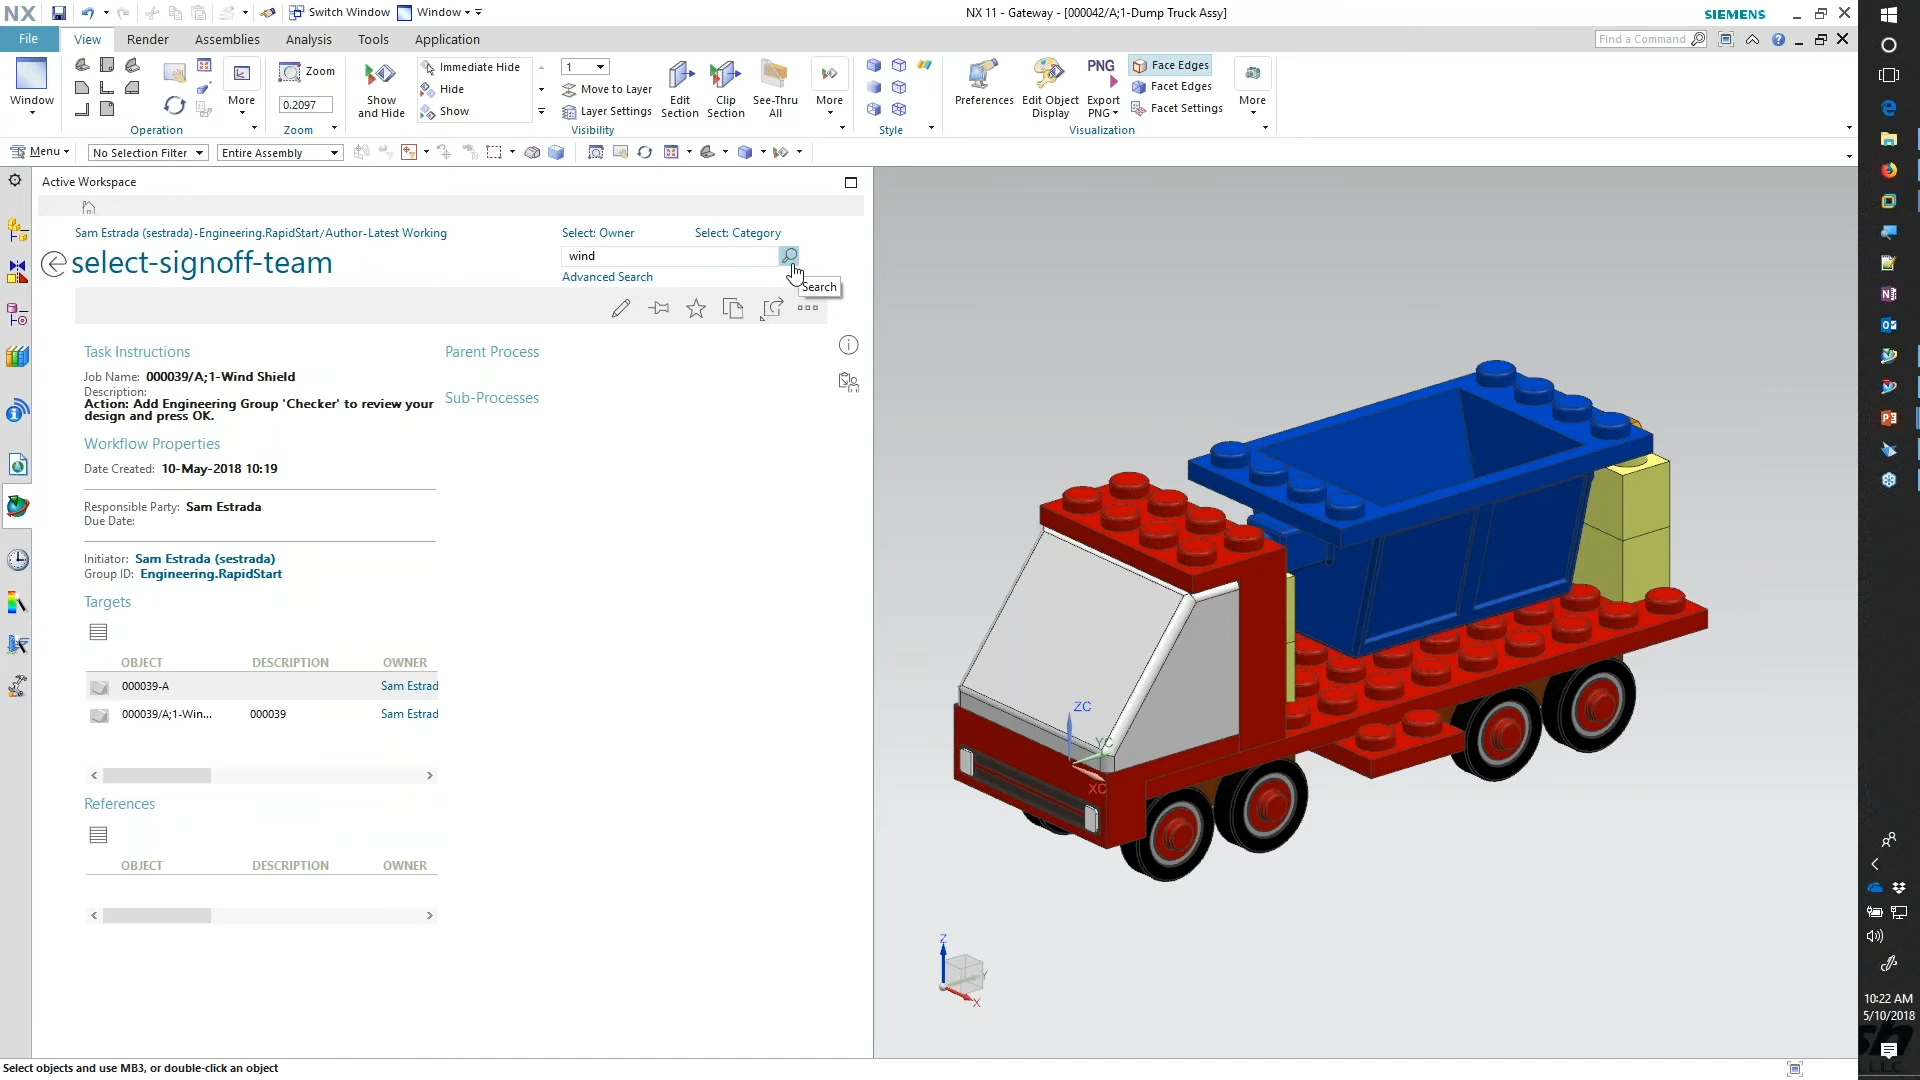 NX
Switch Window
Window
NX 11 - Gateway - [000042/A;1-Dump Truck Assy]
SIEMENS
File
View
Render
Assemblies
Analysis
Tools
Application
Find a Command
Window
More
Operation
Zoom
0.2097
Zoom
Show
and Hide
Immediate Hide
Hide
Show
1
Move to Layer
Layer Settings
Visibility
Edit
Section
Clip
Section
See-Thru
All
More
Style
Preferences
Edit Object
Display
PNG
Export
PNG
Face Edges
Facet Edges
Facet Settings
Visualization
More
Menu
No Selection Filter
Entire Assembly
Active Workspace
Sam Estrada (sestrada)-Engineering.RapidStart/Author-Latest Working
Select: Owner
Select: Category
select-signoff-team
wind
Advanced Search
Search
Task Instructions
Job Name: 000039/A;1-Wind Shield
Description:
Action: Add Engineering Group 'Checker' to review your
design and press OK.
Parent Process
Sub-Processes
Workflow Properties
Date Created: 10-May-2018 10:19
Responsible Party: Sam Estrada
Due Date:
Initiator: Sam Estrada (sestrada)
Group ID: Engineering.RapidStart
Targets
OBJECT DESCRIPTION OWNER
000039-A Sam Estrad
000039/A;1-Win... 000039 Sam Estrad
References
OBJECT DESCRIPTION OWNER
ZC
YC
XC
Z
Y
X
10:22 AM
5/10/2018
Select objects and use MB3, or double-click an object